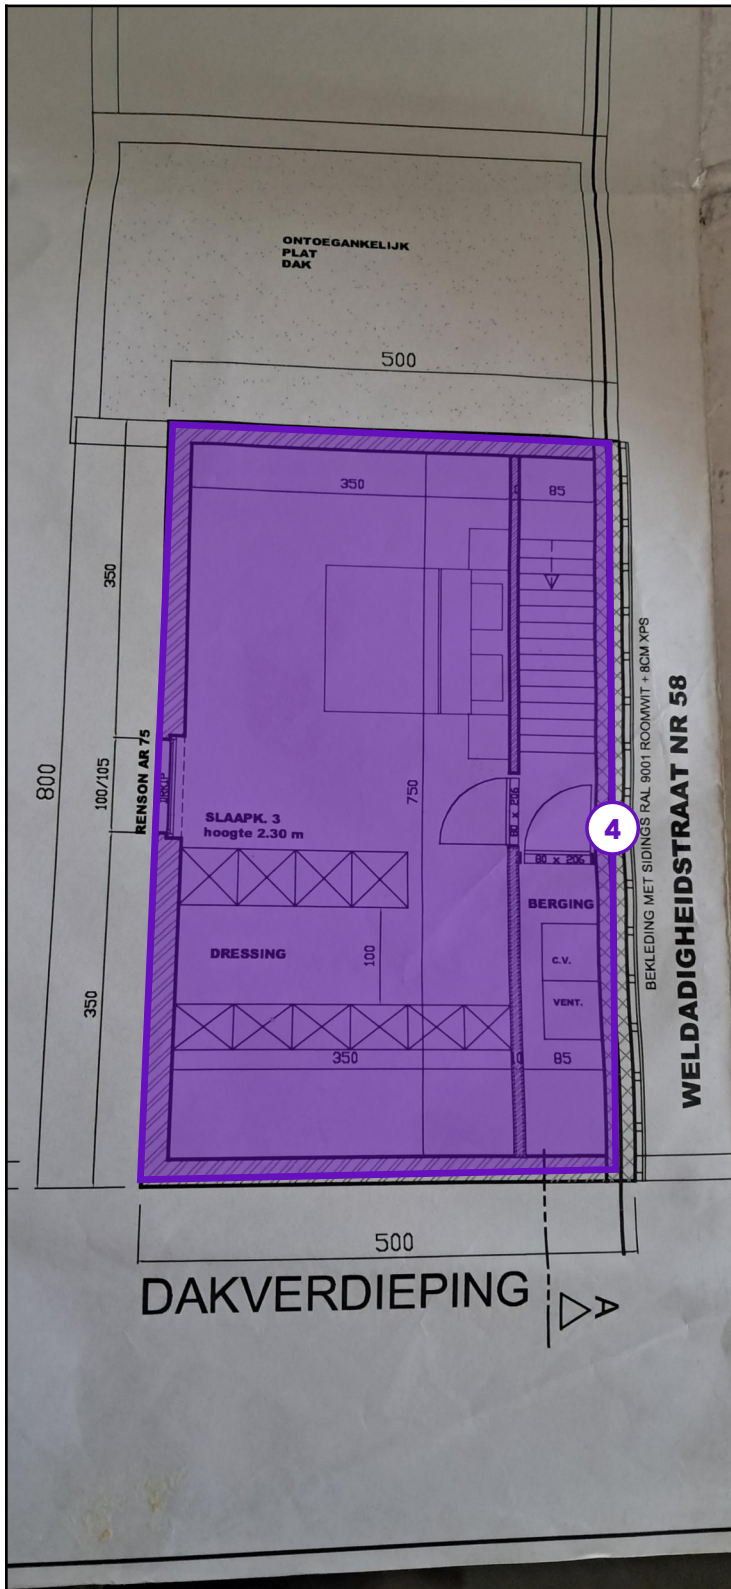 ONTOEGANKELIJK
PLAT
DAK
500
350
85
350
800
100/105
RENSON AR 75
750
SLAAPK. 3
hoogte 2.30 m
80 x 206
80 x 206
4
BERGING
DRESSING
100
C.V.
VENT.
350
350
10
85
BEKLEDING MET SIDINGS RAL 9001 ROOMWIT + 8CM XPS
WELDADIGHEIDSTRAAT NR 58
500
DAKVERDIEPING
A